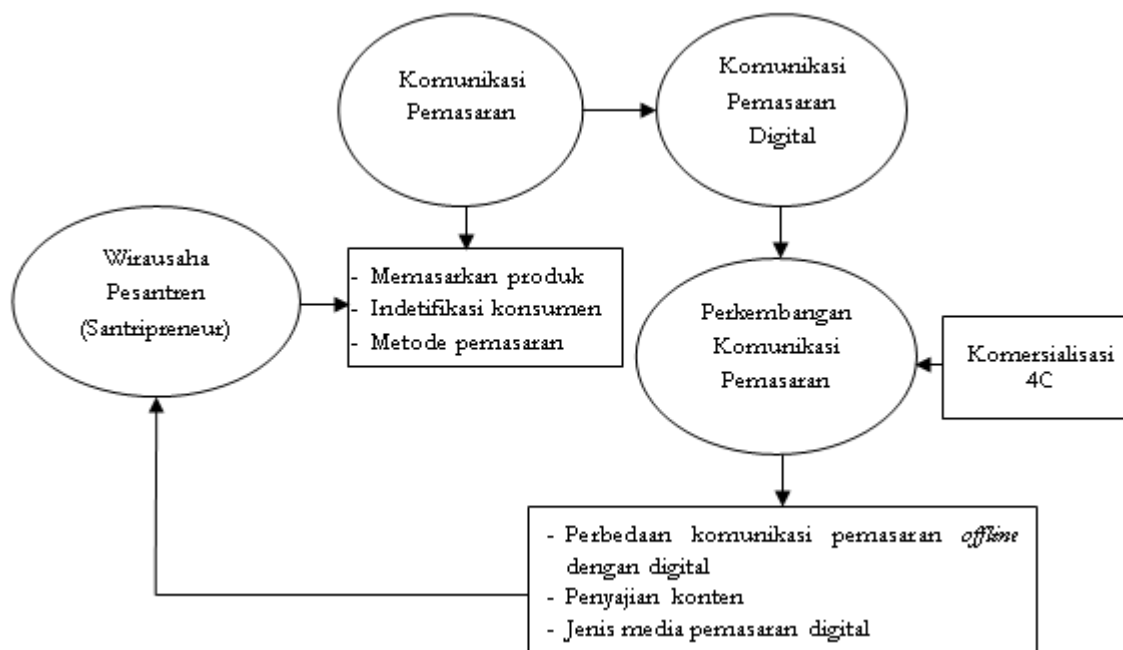 Komunikasi
Pemasaran
Komunikasi
Pemasaran
Digital
Wirausaha
Pesantren
(Santripreneur)
- Memasarkan produk
- Indetifikasi konsumen
- Metode pemasaran
Perkembangan
Komunikasi
Pemasaran
Komersialisasi
4C
- Perbedaan komunikasi pemasaran offline
dengan digital
- Penyajian konten
- Jenis media pemasaran digital